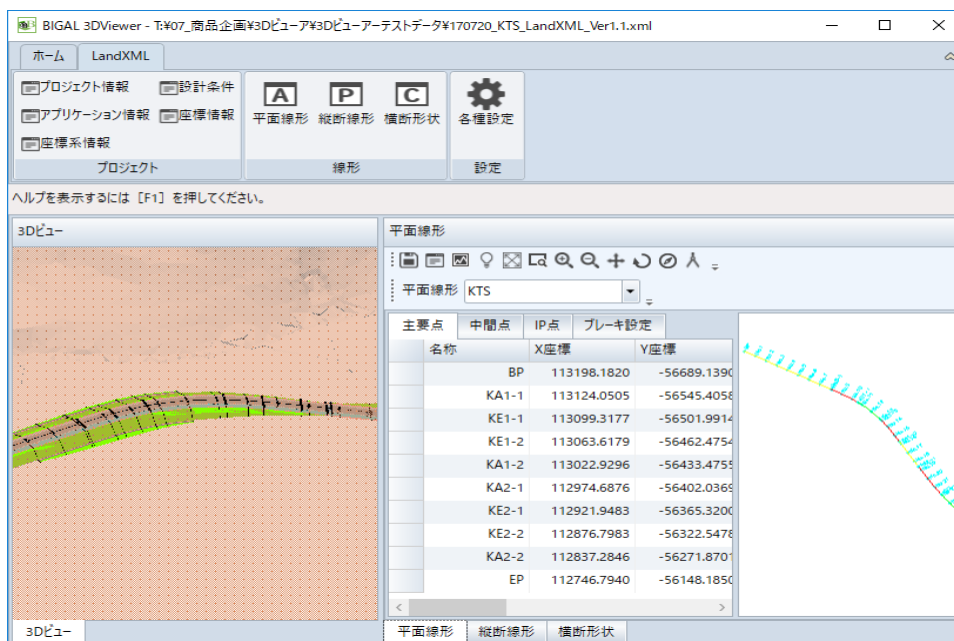 BIGAL 3DViewer - T:¥07_商品企画¥3Dビューア¥3Dビューアーテストデータ¥170720_KTS_LandXML_Ver1.1.xml
ホーム LandXML
プロジェクト情報 設計条件
アプリケーション情報 座標情報
座標系情報
A P C
平面線形 縦断線形 横断形状 各種設定
プロジェクト 線形 設定
ヘルプを表示するには [F1] を押してください。
3Dビュー 平面線形
平面線形 KTS
主要点 中間点 IP点 ブレーキ設定
名称 X座標 Y座標
BP 113198.1820 -56689.1390
KA1-1 113124.0505 -56545.4058
KE1-1 113099.3177 -56501.9914
KE1-2 113063.6179 -56462.4754
KA1-2 113022.9296 -56433.4755
KA2-1 112974.6876 -56402.0369
KE2-1 112921.9483 -56365.3200
KE2-2 112876.7983 -56322.5478
KA2-2 112837.2846 -56271.8701
EP 112746.7940 -56148.1850
3Dビュー 平面線形 縦断線形 横断形状